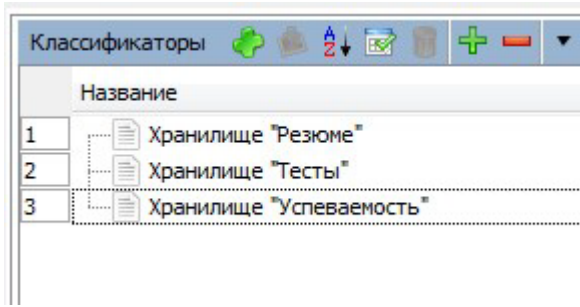 Классификаторы
Название
1 Хранилище "Резюме"
2 Хранилище "Тесты"
3 Хранилище "Успеваемость"